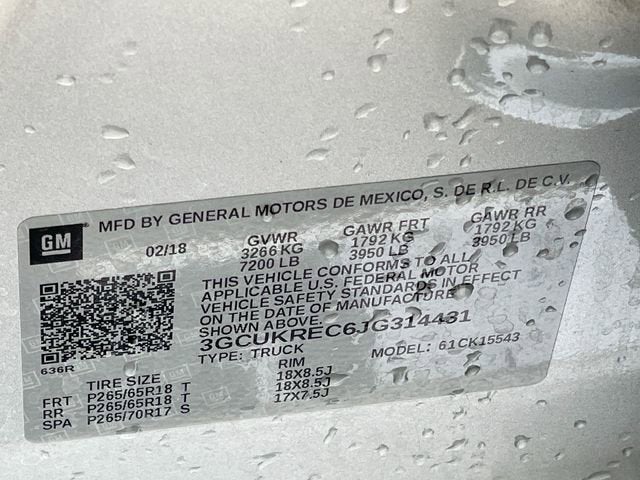 MFD BY GENERAL MOTORS DE MEXICO, S. DE R.L. DE C.V.
GM
02/18 GVWR GAWR FRT GAWR RR
3266 KG 1792 KG 1792 KG
7200 LB 3950 LB 3950 LB
THIS VEHICLE CONFORMS TO ALL
APPLICABLE U.S. FEDERAL MOTOR
VEHICLE SAFETY STANDARDS IN EFFECT
ON THE DATE OF MANUFACTURE
SHOWN ABOVE.
3GCUKREC6JG314431
TYPE: TRUCK MODEL: 61CK15543
636R
TIRE SIZE RIM
FRT P265/65R18 T 18X8.5J
RR P265/65R18 T 18X8.5J
SPA P265/70R17 S 17X7.5J